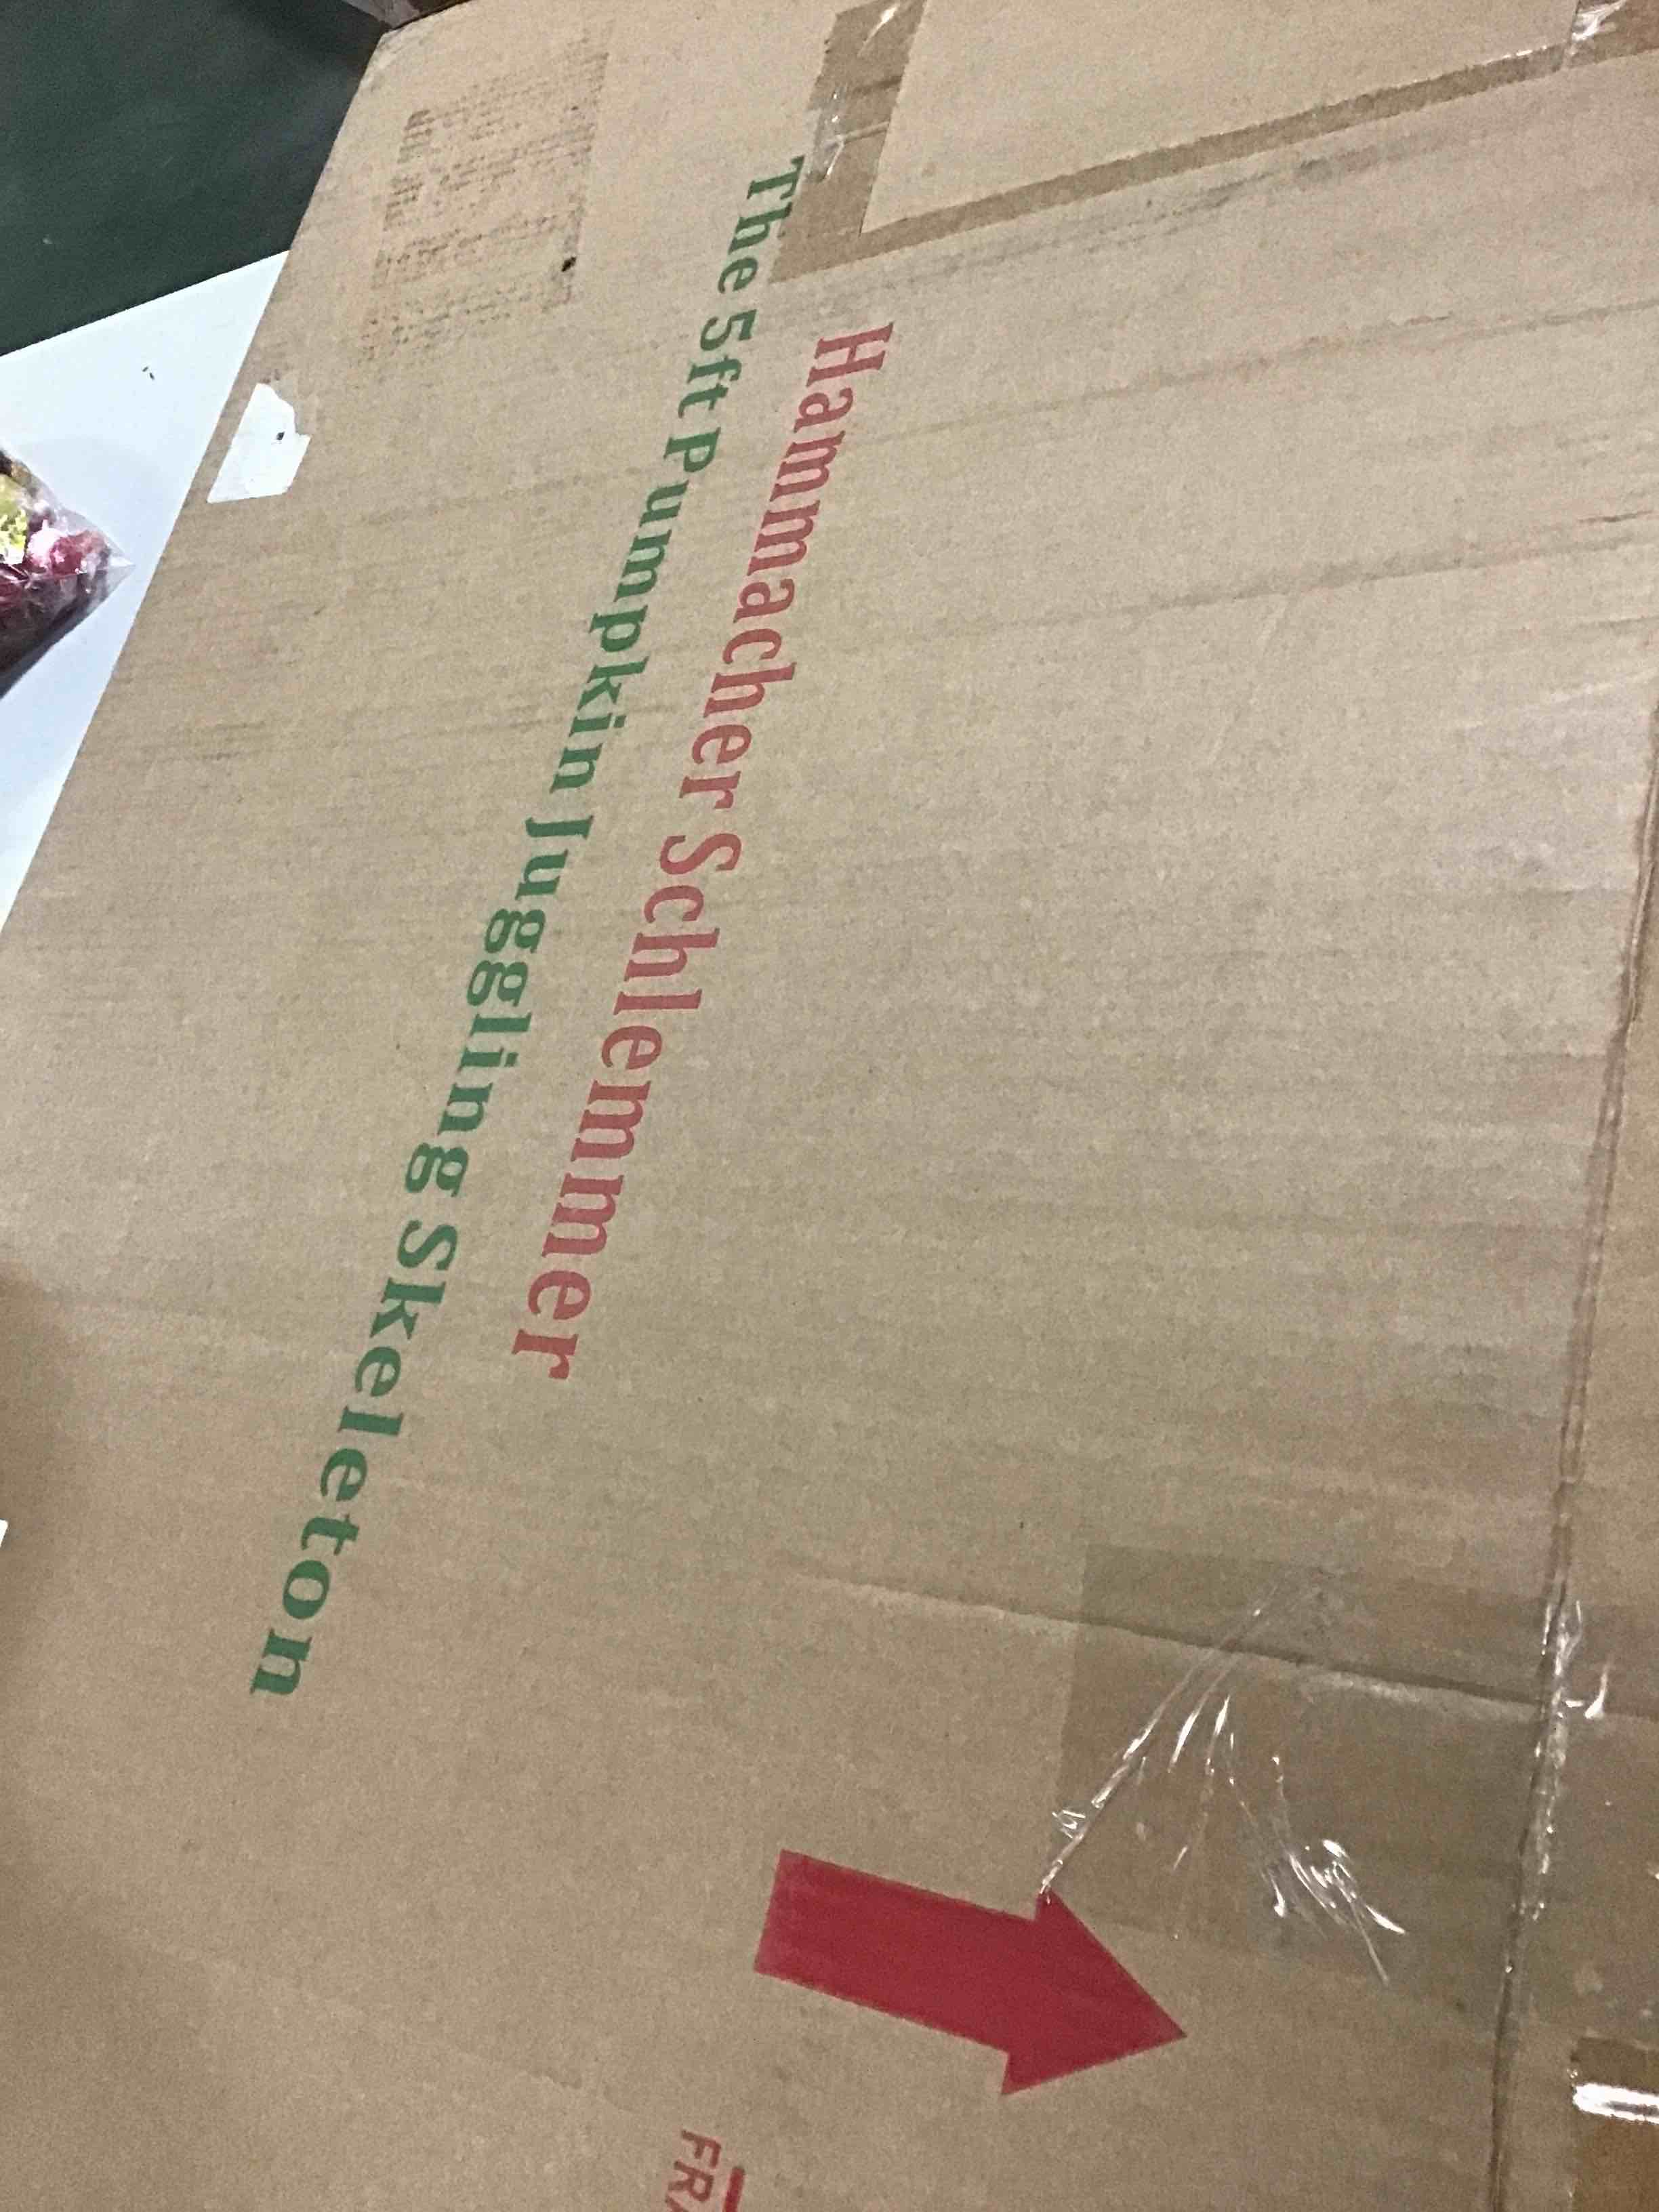 Hammacher Schlemmer
The 5ft Pumpkin Juggling Skeleton